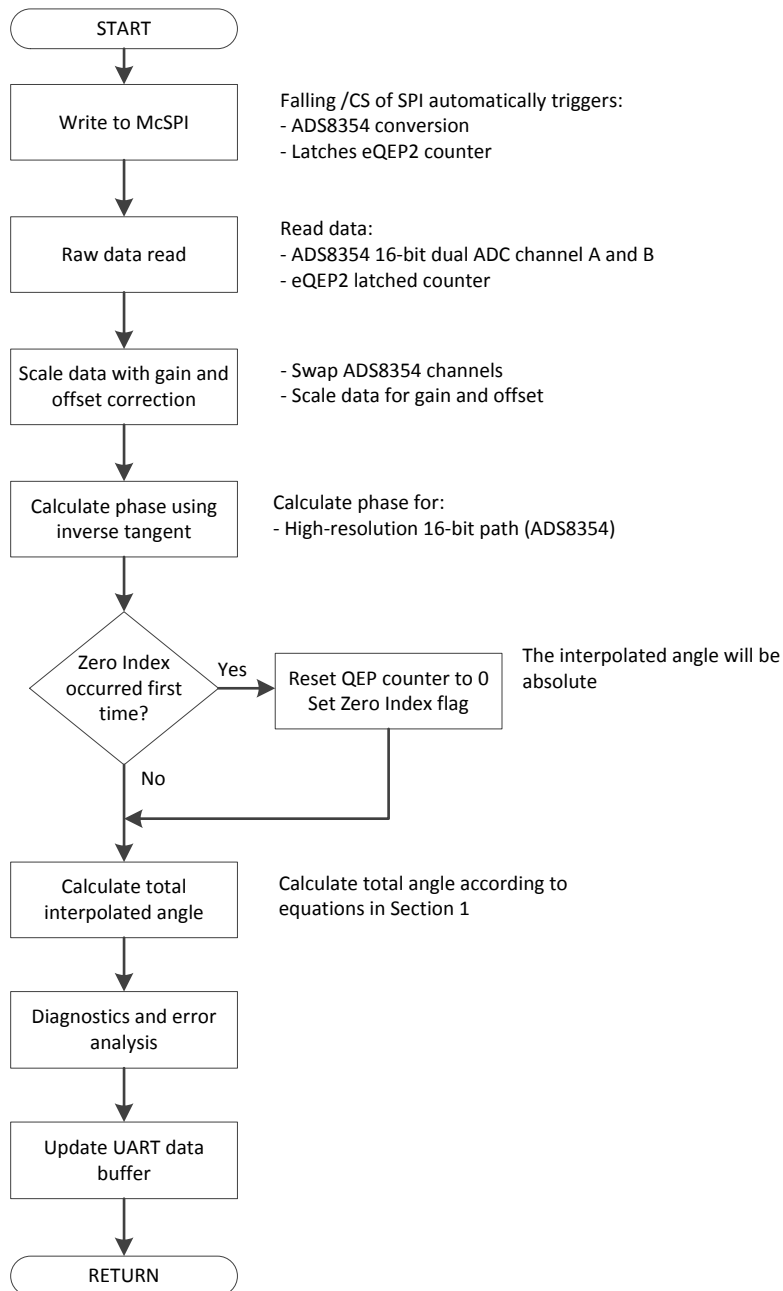 START
Write to McSPI
Falling /CS of SPI automatically triggers:
- ADS8354 conversion
- Latches eQEP2 counter
Raw data read
Read data:
- ADS8354 16-bit dual ADC channel A and B
- eQEP2 latched counter
Scale data with gain and
offset correction
- Swap ADS8354 channels
- Scale data for gain and offset
Calculate phase using
inverse tangent
Calculate phase for:
- High-resolution 16-bit path (ADS8354)
Zero Index
occurred first
time?
Yes
Reset QEP counter to 0
Set Zero Index flag
The interpolated angle will be
absolute
No
Calculate total
interpolated angle
Calculate total angle according to
equations in Section 1
Diagnostics and error
analysis
Update UART data
buffer
RETURN